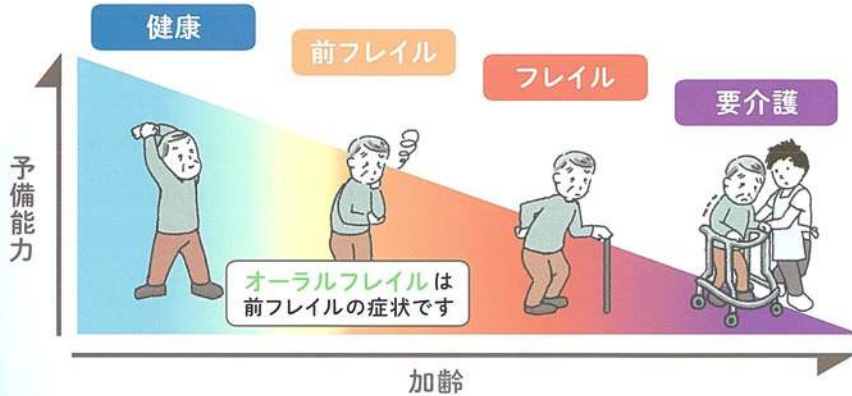 健康
前フレイル
フレイル
要介護
予備能力
オーラルフレイルは
前フレイルの症状です
加齢